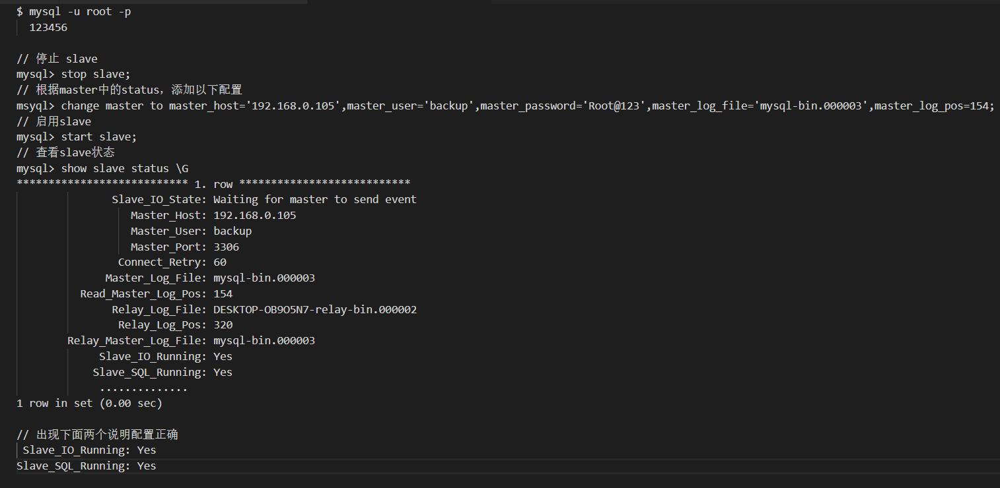 $ mysql -u root -p
123456
// 停止 slave
mysql> stop slave;
// 根据master中的status，添加以下配置
msyql> change master to master_host='192.168.0.105',master_user='backup',master_password='Root@123',master_log_file='mysql-bin.000003',master_log_pos=154;
// 启用slave
mysql> start slave;
// 查看slave状态
mysql> show slave status \G
*************************** 1. row ***************************
Slave_IO_State: Waiting for master to send event
Master_Host: 192.168.0.105
Master_User: backup
Master_Port: 3306
Connect_Retry: 60
Master_Log_File: mysql-bin.000003
Read_Master_Log_Pos: 154
Relay_Log_File: DESKTOP-OB9O5N7-relay-bin.000002
Relay_Log_Pos: 320
Relay_Master_Log_File: mysql-bin.000003
Slave_IO_Running: Yes
Slave_SQL_Running: Yes
..............
1 row in set (0.00 sec)
// 出现下面两个说明配置正确
Slave_IO_Running: Yes
Slave_SQL_Running: Yes